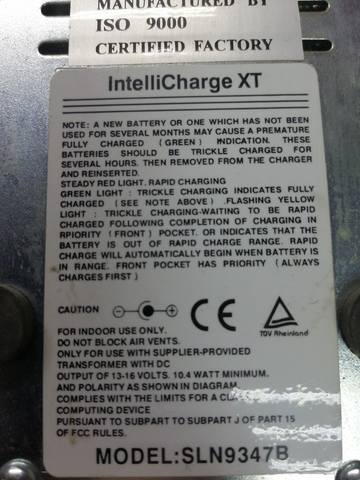 MANUFACTURED BY
ISO 9000
CERTIFIED FACTORY
IntelliCharge XT
NOTE: A NEW BATTERY OR ONE WHICH HAS NOT BEEN
USED FOR SEVERAL MONTHS MAY CAUSE A PREMATURE
FULLY CHARGED (GREEN) INDICATION. THESE
BATTERIES SHOULD BE TRICKLE CHARGED FOR
SEVERAL HOURS. THEN REMOVED FROM THE CHARGER
AND REINSERTED.
STEADY RED LIGHT. RAPID CHARGING
GREEN LIGHT : TRICKLE CHARGING INDICATES FULLY
CHARGED (SEE NOTE ABOVE) .FLASHING YELLOW
LIGHT : TRICKLE CHARGING-WAITING TO BE RAPID
CHARGED FOLLOWING COMPLETION OF CHARGING IN
RPIORITY (FRONT) POCKET. OR INDICATES THAT THE
BATTERY IS OUT OF RAPID CHARGE RANGE. RAPID
CHARGE WILL AUTOMATICALLY BEGIN WHEN BATTERY IS
IN RANGE. FRONT POCKET HAS PRIORITY (ALWAYS
CHARGES FIRST)
CAUTION
CE
TÜV Rheinland
FOR INDOOR USE ONLY.
DO NOT BLOCK AIR VENTS.
ONLY FOR USE WITH SUPPLIER-PROVIDED
TRANSFORMER WITH DC
OUTPUT OF 13-16 VOLTS. 10.4 WATT MINIMUM.
AND POLARITY AS SHOWN IN DIAGRAM.
COMPLIES WITH THE LIMITS FOR A
COMPUTING DEVICE
PURSUANT TO SUBPART TO SUBPART J OF PART 15
OF FCC RULES.
MODEL:SLN9347B